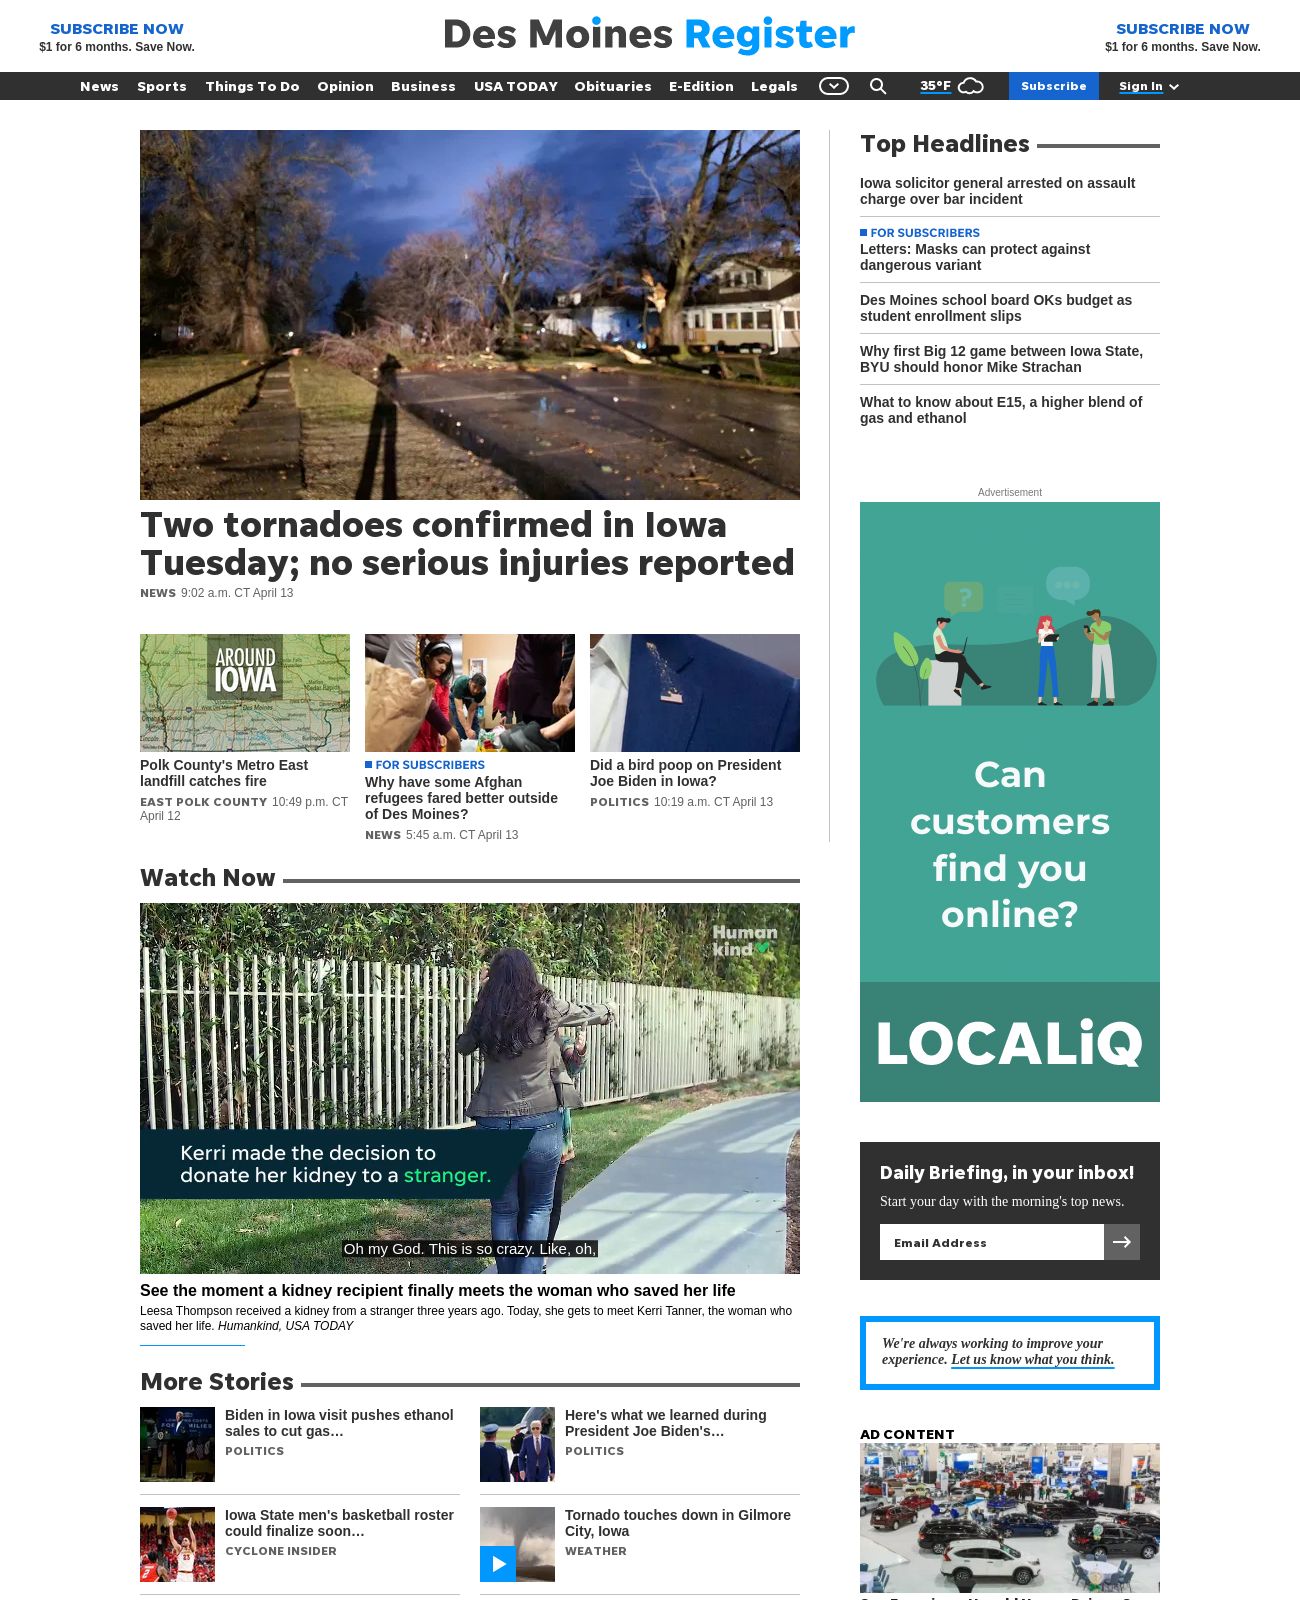 SUBSCRIBE NOW
$1 for 6 months. Save Now.
Des Moines Register
SUBSCRIBE NOW
$1 for 6 months. Save Now.
News Sports Things To Do Opinion Business USA TODAY Obituaries E-Edition Legals 35°F Subscribe Sign In
Two tornadoes confirmed in Iowa
Tuesday; no serious injuries reported
NEWS 9:02 a.m. CT April 13
AROUND
IOWA
Des Moines
Polk County's Metro East
landfill catches fire
EAST POLK COUNTY 10:49 p.m. CT
April 12
FOR SUBSCRIBERS
Why have some Afghan
refugees fared better outside
of Des Moines?
NEWS 5:45 a.m. CT April 13
Did a bird poop on President
Joe Biden in Iowa?
POLITICS 10:19 a.m. CT April 13
Top Headlines
Iowa solicitor general arrested on assault
charge over bar incident
FOR SUBSCRIBERS
Letters: Masks can protect against
dangerous variant
Des Moines school board OKs budget as
student enrollment slips
Why first Big 12 game between Iowa State,
BYU should honor Mike Strachan
What to know about E15, a higher blend of
gas and ethanol
Advertisement
?
Can
customers
find you
online?
LOCALiQ
Watch Now
Human
kind
Kerri made the decision to
donate her kidney to a stranger.
Oh my God. This is so crazy. Like, oh,
See the moment a kidney recipient finally meets the woman who saved her life
Leesa Thompson received a kidney from a stranger three years ago. Today, she gets to meet Kerri Tanner, the woman who
saved her life. Humankind, USA TODAY
Daily Briefing, in your inbox!
Start your day with the morning's top news.
Email Address
We're always working to improve your
experience. Let us know what you think.
More Stories
Biden in Iowa visit pushes ethanol
sales to cut gas…
POLITICS
Here's what we learned during
President Joe Biden's…
POLITICS
Iowa State men's basketball roster
could finalize soon…
CYCLONE INSIDER
Tornado touches down in Gilmore
City, Iowa
WEATHER
AD CONTENT